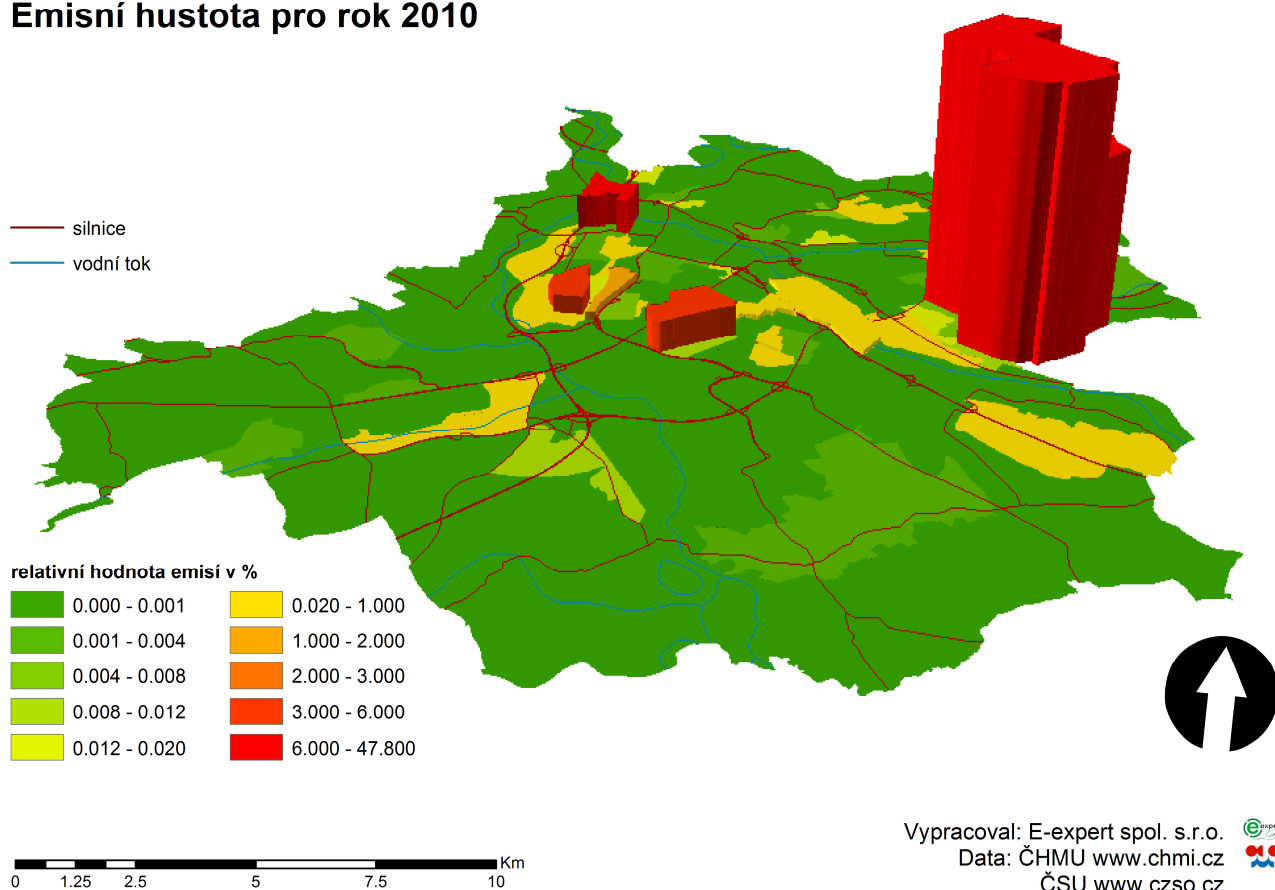 Emisní hustota pro rok 2010
silnice
vodní tok
relativní hodnota emisí v %
0.000 - 0.001
0.001 - 0.004
0.004 - 0.008
0.008 - 0.012
0.012 - 0.020
0.020 - 1.000
1.000 - 2.000
2.000 - 3.000
3.000 - 6.000
6.000 - 47.800
Km
0 1.25 2.5 5 7.5 10
Vypracoval: E-expert spol. s.r.o.
Data: ČHMU www.chmi.cz
ČSU www.czso.cz